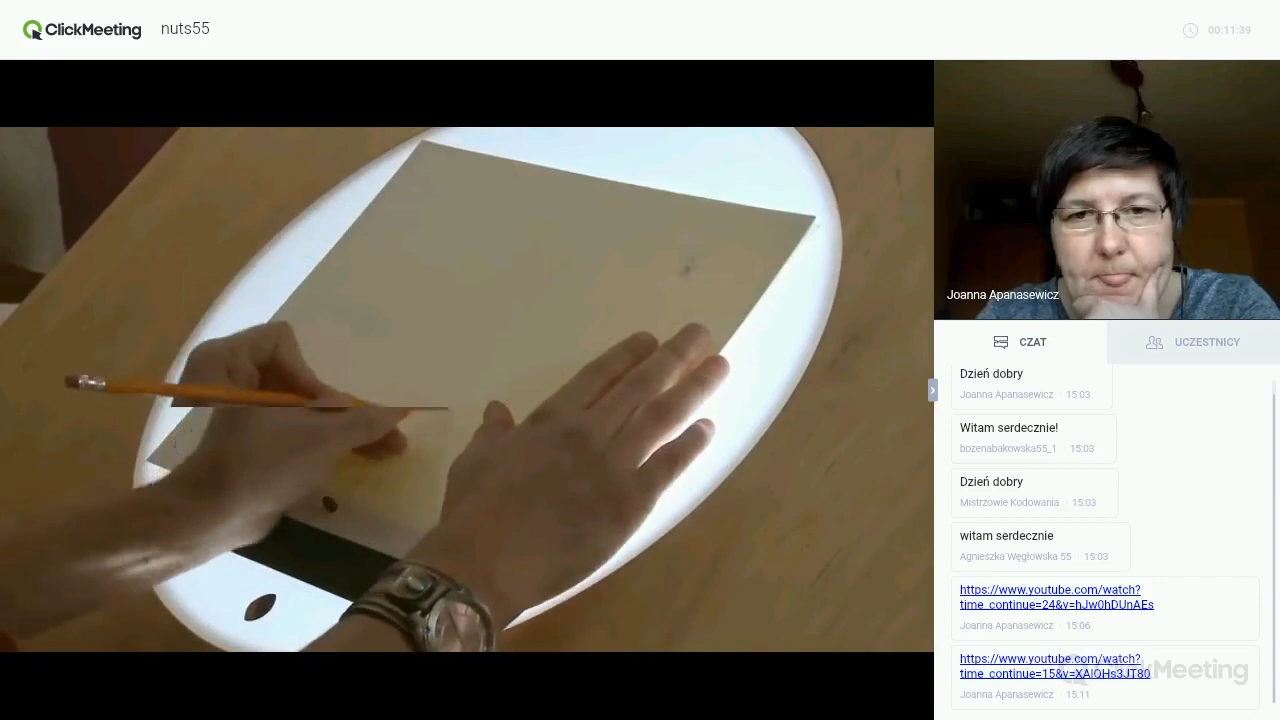 ClickMeeting
nuts55
00:11:39
Joanna Apanasewicz
CZAT
UCZESTNICY
Dzień dobry
Joanna Apanasewicz · 15:03
Witam serdecznie!
bozenabakowska55_1 · 15:03
Dzień dobry
Mistrzowie Kodowania · 15:03
witam serdecznie
Agnieszka Węgłowska 55 · 15:03
https://www.youtube.com/watch?
time_continue=24&v=hJw0hDUnAEs
Joanna Apanasewicz · 15:06
https://www.youtube.com/watch?
time_continue=15&v=XAlQHs3JT80
Joanna Apanasewicz · 15:11
ClickMeeting